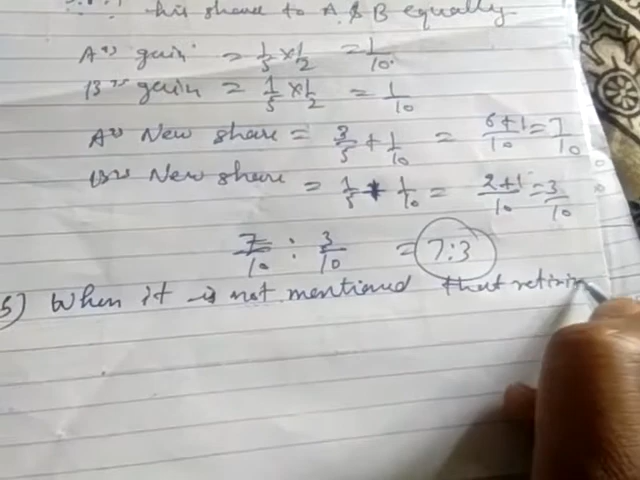 his share to A & B equally
A's gain = 1/5 × 1/2 = 1/10
B's gain = 1/5 × 1/2 = 1/10
A's New share = 3/5 + 1/10 = 6+1/10 = 7/10
B's New share = 1/5 + 1/10 = 2+1/10 = 3/10
7/10 : 3/10 = 7:3
5) When it is not mentioned that retirin